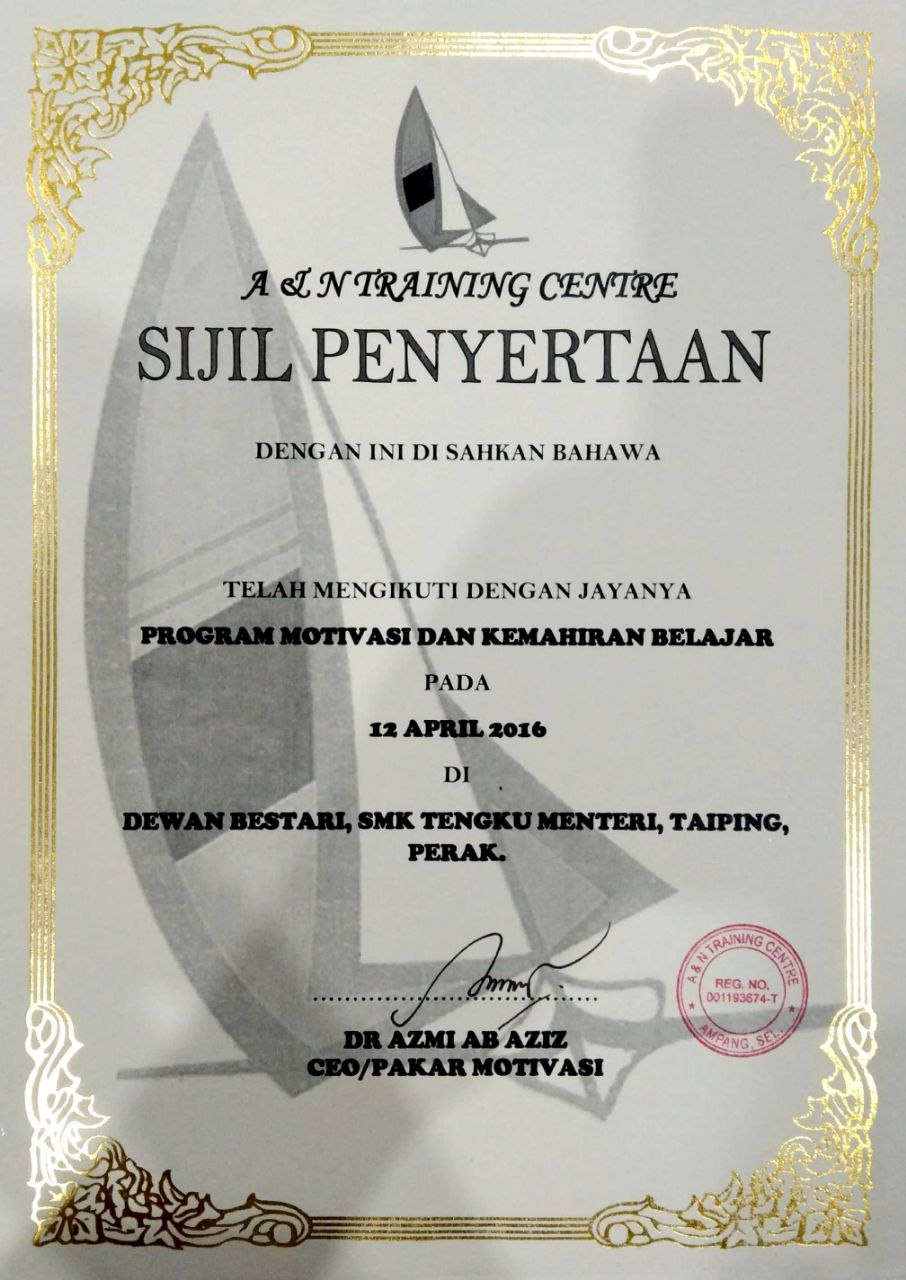 A & N TRAINING CENTRE
SIJIL PENYERTAAN
DENGAN INI DI SAHKAN BAHAWA
TELAH MENGIKUTI DENGAN JAYANYA
PROGRAM MOTIVASI DAN KEMAHIRAN BELAJAR
PADA
12 APRIL 2016
DI
DEWAN BESTARI, SMK TENGKU MENTERI, TAIPING,
PERAK.
DR AZMI AB AZIZ
CEO/PAKAR MOTIVASI
A & N TRAINING CENTRE
REG. NO.
001193674-T
AMPANG, SEL.